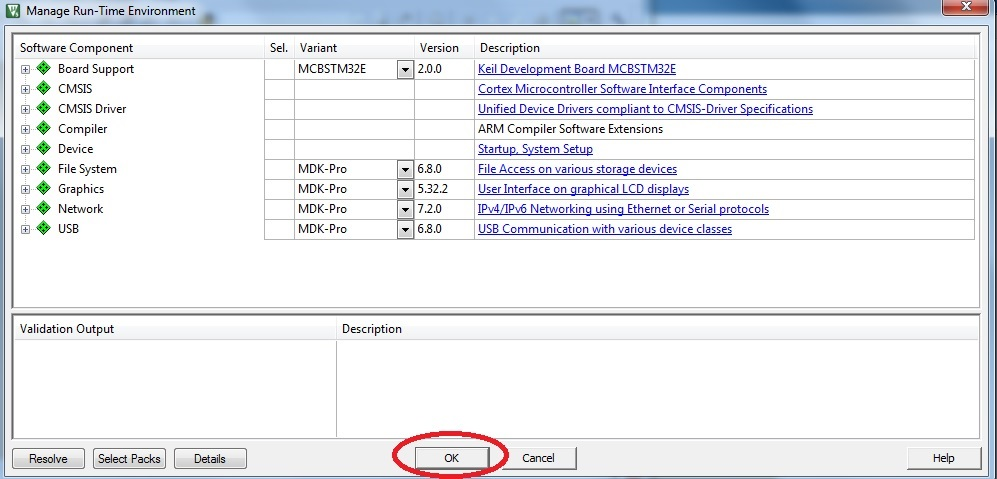 Manage Run-Time Environment
Software Component Sel. Variant Version Description
Board Support MCBSTM32E 2.0.0 Keil Development Board MCBSTM32E
CMSIS Cortex Microcontroller Software Interface Components
CMSIS Driver Unified Device Drivers compliant to CMSIS-Driver Specifications
Compiler ARM Compiler Software Extensions
Device Startup, System Setup
File System MDK-Pro 6.8.0 File Access on various storage devices
Graphics MDK-Pro 5.32.2 User Interface on graphical LCD displays
Network MDK-Pro 7.2.0 IPv4/IPv6 Networking using Ethernet or Serial protocols
USB MDK-Pro 6.8.0 USB Communication with various device classes
Validation Output Description
Resolve Select Packs Details OK Cancel Help